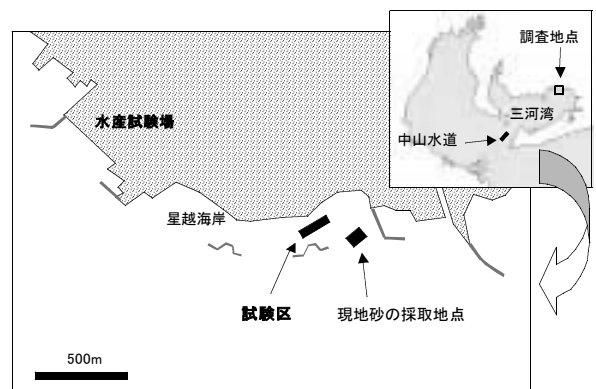 調査地点
三河湾
中山水道
水産試験場
星越海岸
試験区
現地砂の採取地点
500m